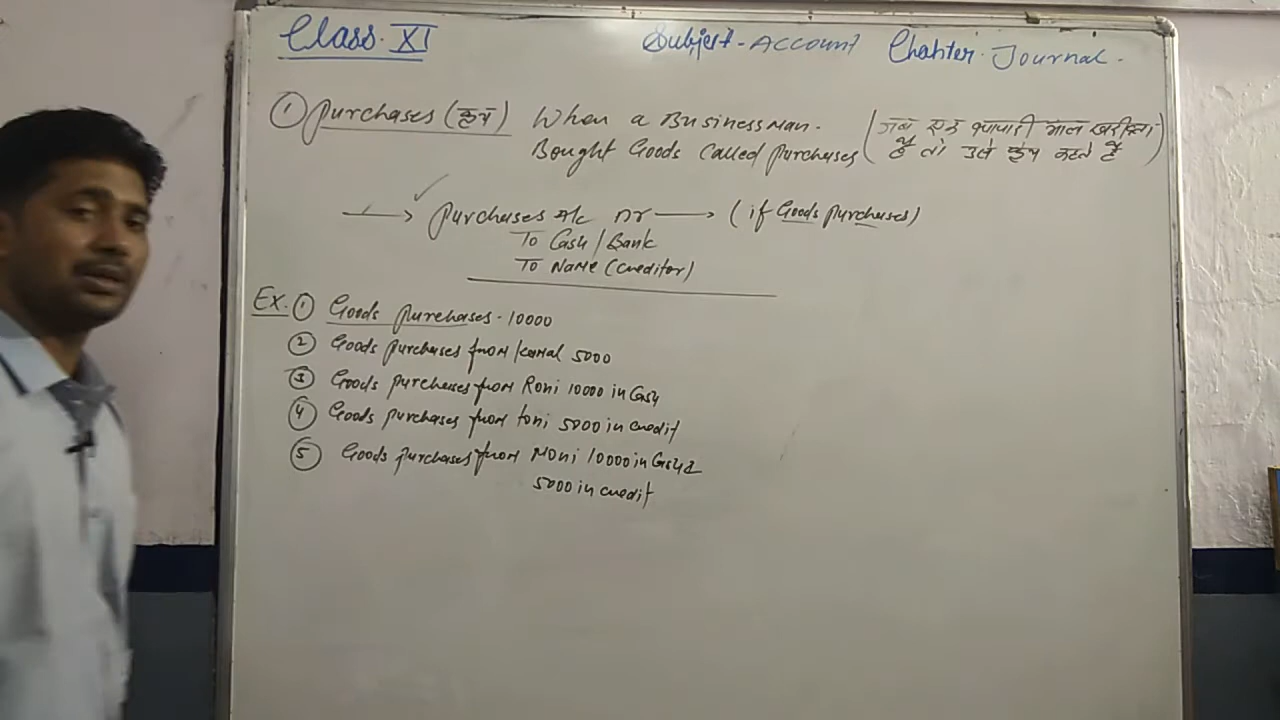 Class. XI
Subject - Account Chapter. Journal.
① Purchases (क्रय) When a Businessman. (जब एक व्यापारी माल खरीदता
Bought Goods Called Purchases है तो उसे क्रय कहते हैं)
→ Purchases A/c Dr → (if Goods Purchases)
To Cash / Bank
To Name (Creditor)
Ex. ① Goods Purchases - 10000
② Goods purchases from Kamal 5000
③ Goods purchases from Roni 10000 in Cash
④ Goods purchases from Toni 5000 in credit
⑤ Goods purchases from Moni 10000 in Cash &
5000 in credit